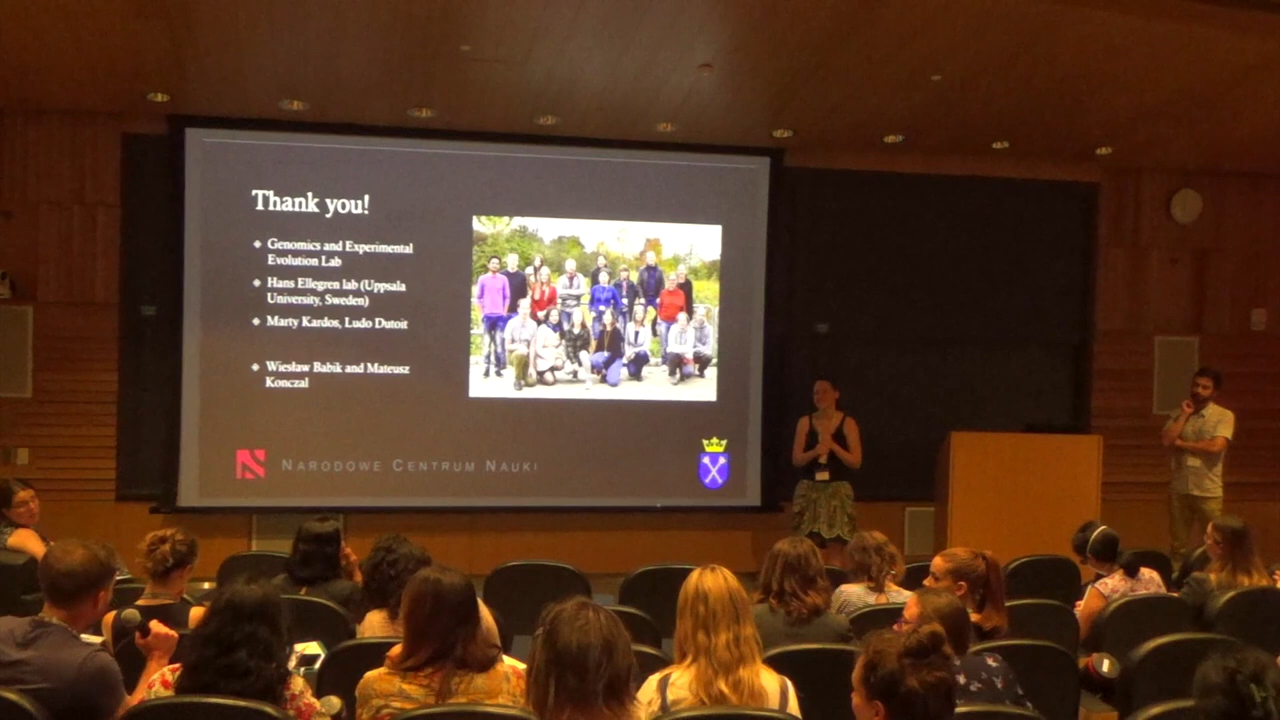 Thank you!
Genomics and Experimental
Evolution Lab
Hans Ellegren lab (Uppsala
University, Sweden)
Marty Kardos, Ludo Dutoit
Wiesław Babik and Mateusz
Konczal
NARODOWE CENTRUM NAUKI